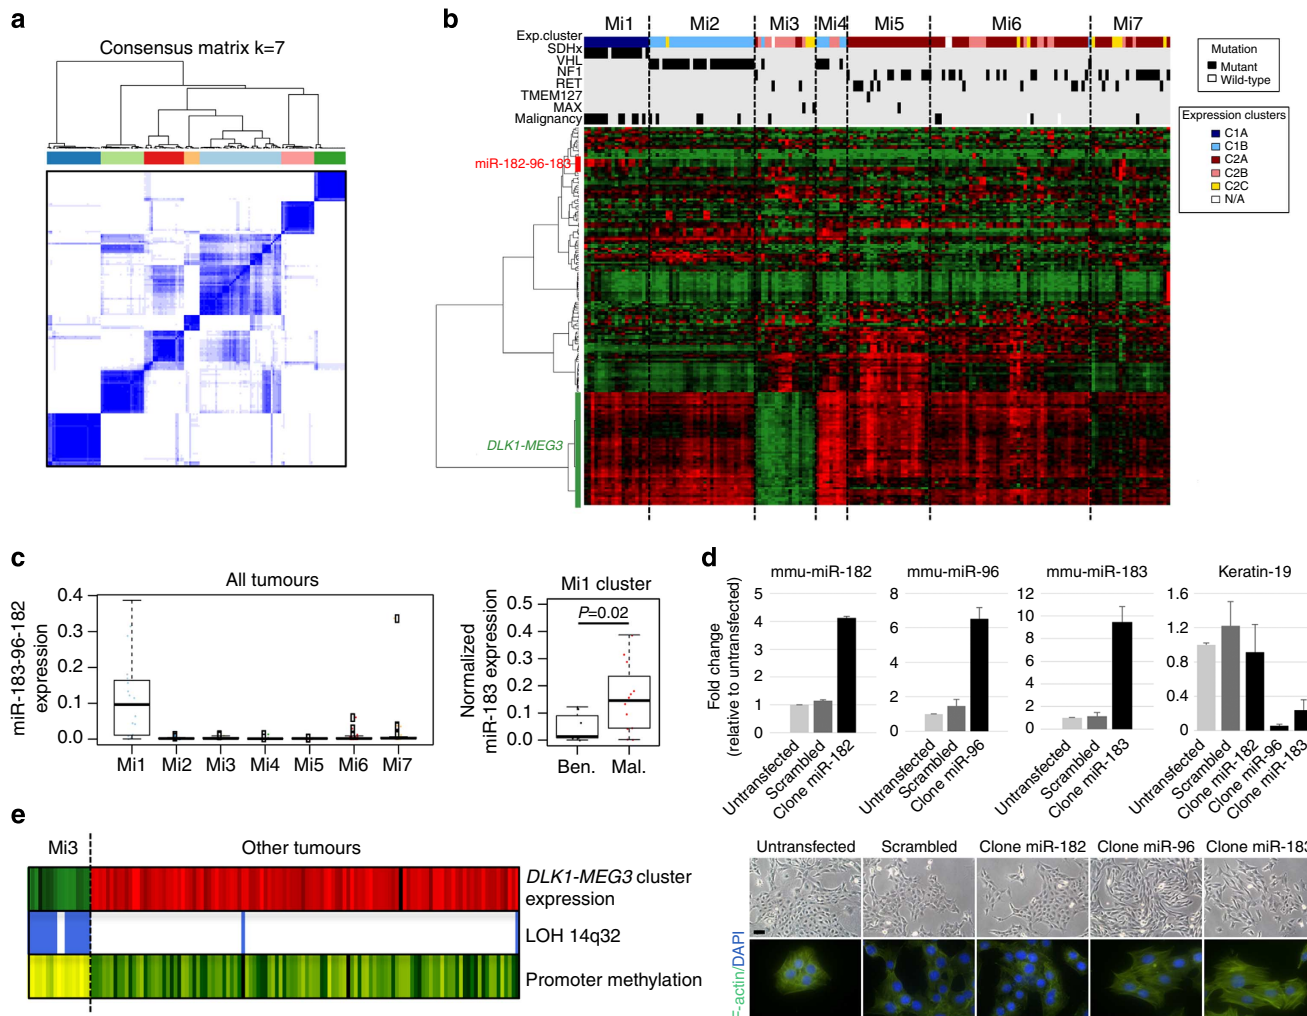 a
Consensus matrix k=7
b
Mi1
Mi2
Mi3
Mi4
Mi5
Mi6
Mi7
Exp.cluster
SDHx
VHL
NF1
RET
TMEM127
MAX
Malignancy
miR-182-96-183
DLK1-MEG3
Mutation
Mutant
Wild-type
Expression clusters
C1A
C1B
C2A
C2B
C2C
N/A
c
All tumours
miR-183-96-182
expression
0.4
0.3
0.2
0.1
0.0
Mi1 Mi2 Mi3 Mi4 Mi5 Mi6 Mi7
Mi1 cluster
P=0.02
Normalized
miR-183 expression
0.5
0.4
0.3
0.2
0.1
0.0
Ben. Mal.
d
Fold change
(relative to untransfected)
mmu-miR-182
5
4
3
2
1
0
Untransfected
Scrambled
Clone miR-182
mmu-miR-96
8
6
4
2
0
Untransfected
Scrambled
Clone miR-96
mmu-miR-183
12
10
8
6
4
2
0
Untransfected
Scrambled
Clone miR-183
Keratin-19
1.6
1.2
0.8
0.4
0
Untransfected
Scrambled
Clone miR-182
Clone miR-96
Clone miR-183
Untransfected
Scrambled
Clone miR-182
Clone miR-96
Clone miR-183
F-actin/DAPI
e
Mi3
Other tumours
DLK1-MEG3 cluster
expression
LOH 14q32
Promoter methylation